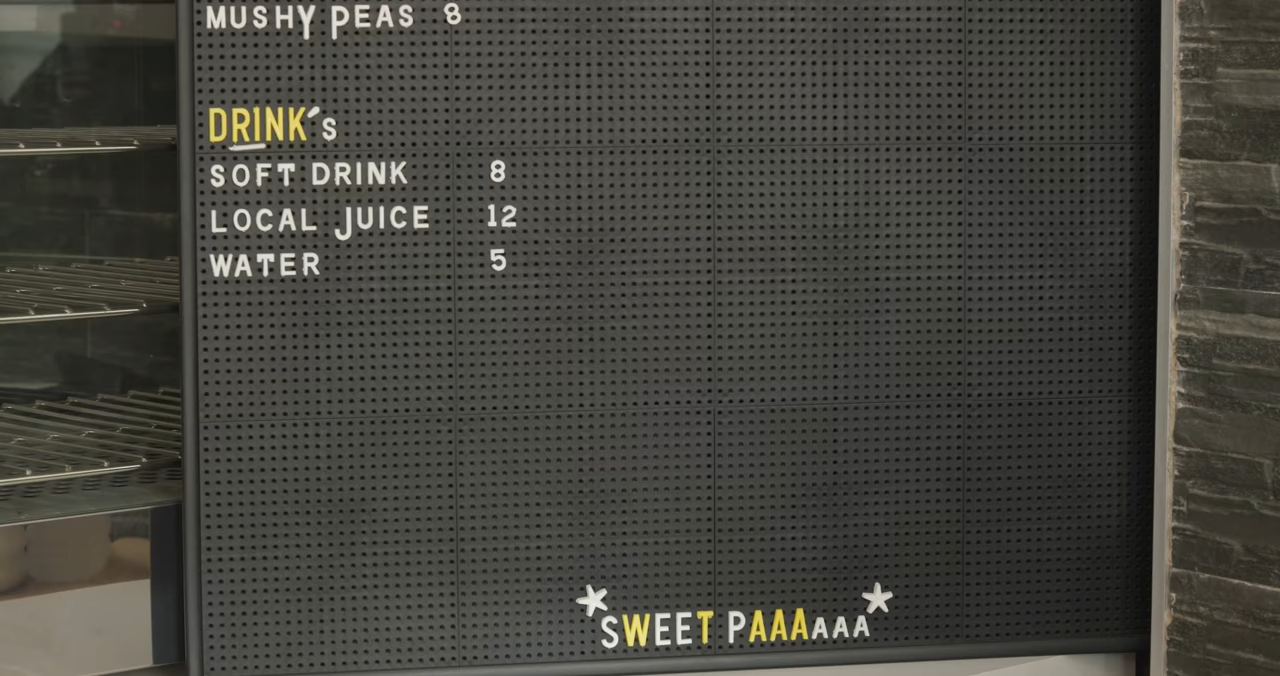 MUSHY PEAS 8
DRINK's
SOFT DRINK 8
LOCAL JUICE 12
WATER 5
SWEET PAAAAAA